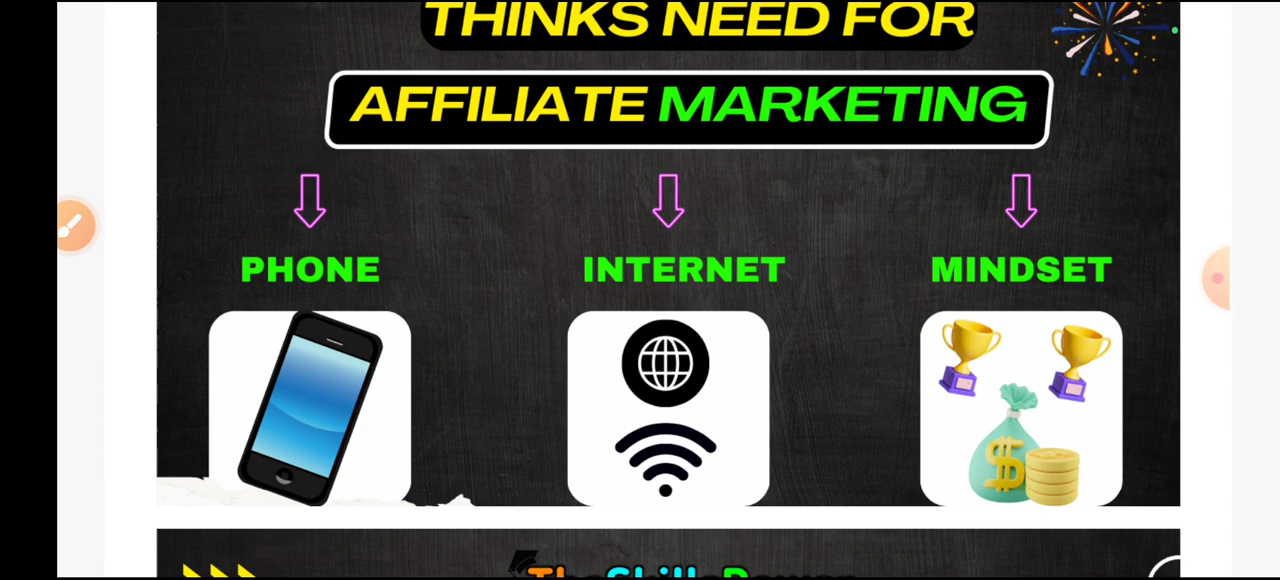 THINKS NEED FOR
AFFILIATE MARKETING
PHONE INTERNET MINDSET